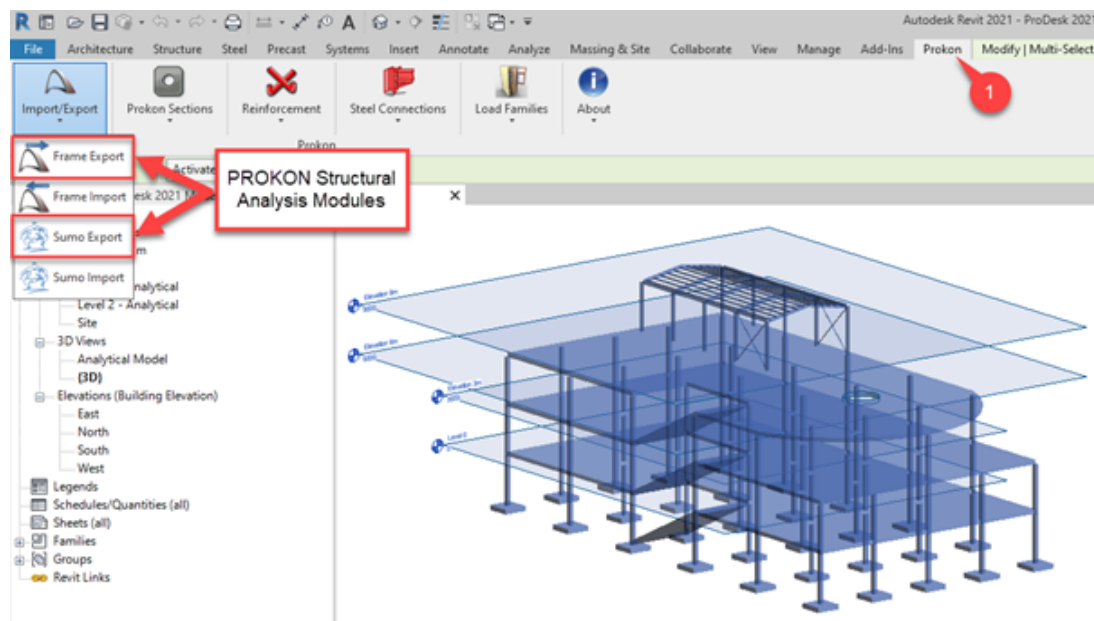 Autodesk Revit 2021 - ProDesk 2021
File Architecture Structure Steel Precast Systems Insert Annotate Analyze Massing & Site Collaborate View Manage Add-Ins Prokon Modify | Multi-Select
1
Import/Export Prokon Sections Reinforcement Steel Connections Load Families About
Prokon
Frame Export
Activate
PROKON Structural
Analysis Modules
Frame Import
desk 2021
Sumo Export
Sumo Import
Level 2 - Analytical
Site
3D Views
Analytical Model
{3D}
Elevations (Building Elevation)
East
North
South
West
Legends
Schedules/Quantities (all)
Sheets (all)
Families
Groups
Revit Links
Level 0